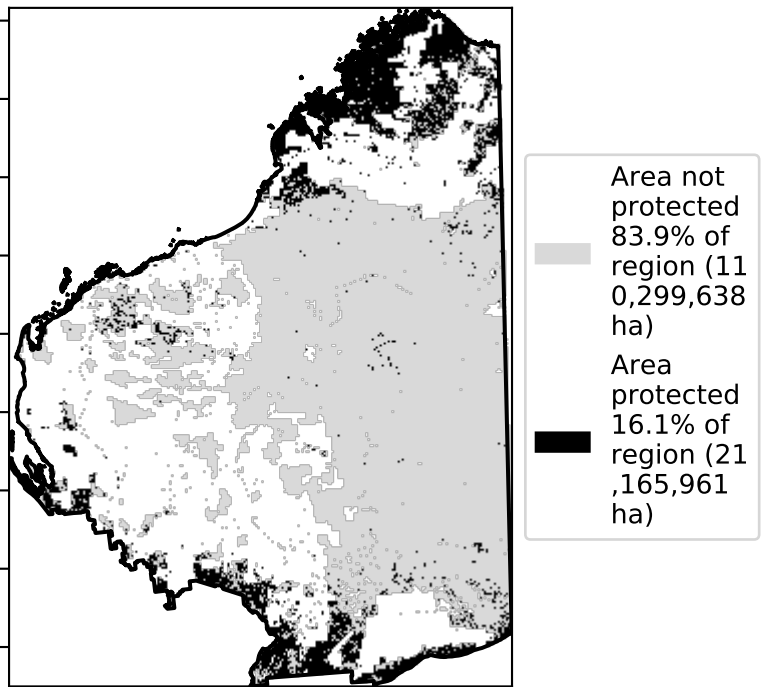 Area not
protected
83.9% of
region (11
0,299,638
ha)
Area
protected
16.1% of
region (21
,165,961
ha)